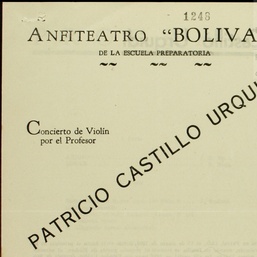 1246
ANFITEATRO "BOLIVA
DE LA ESCUELA PREPARATORIA
Concierto de Violín
por el Profesor
PATRICIO CASTILLO URQU